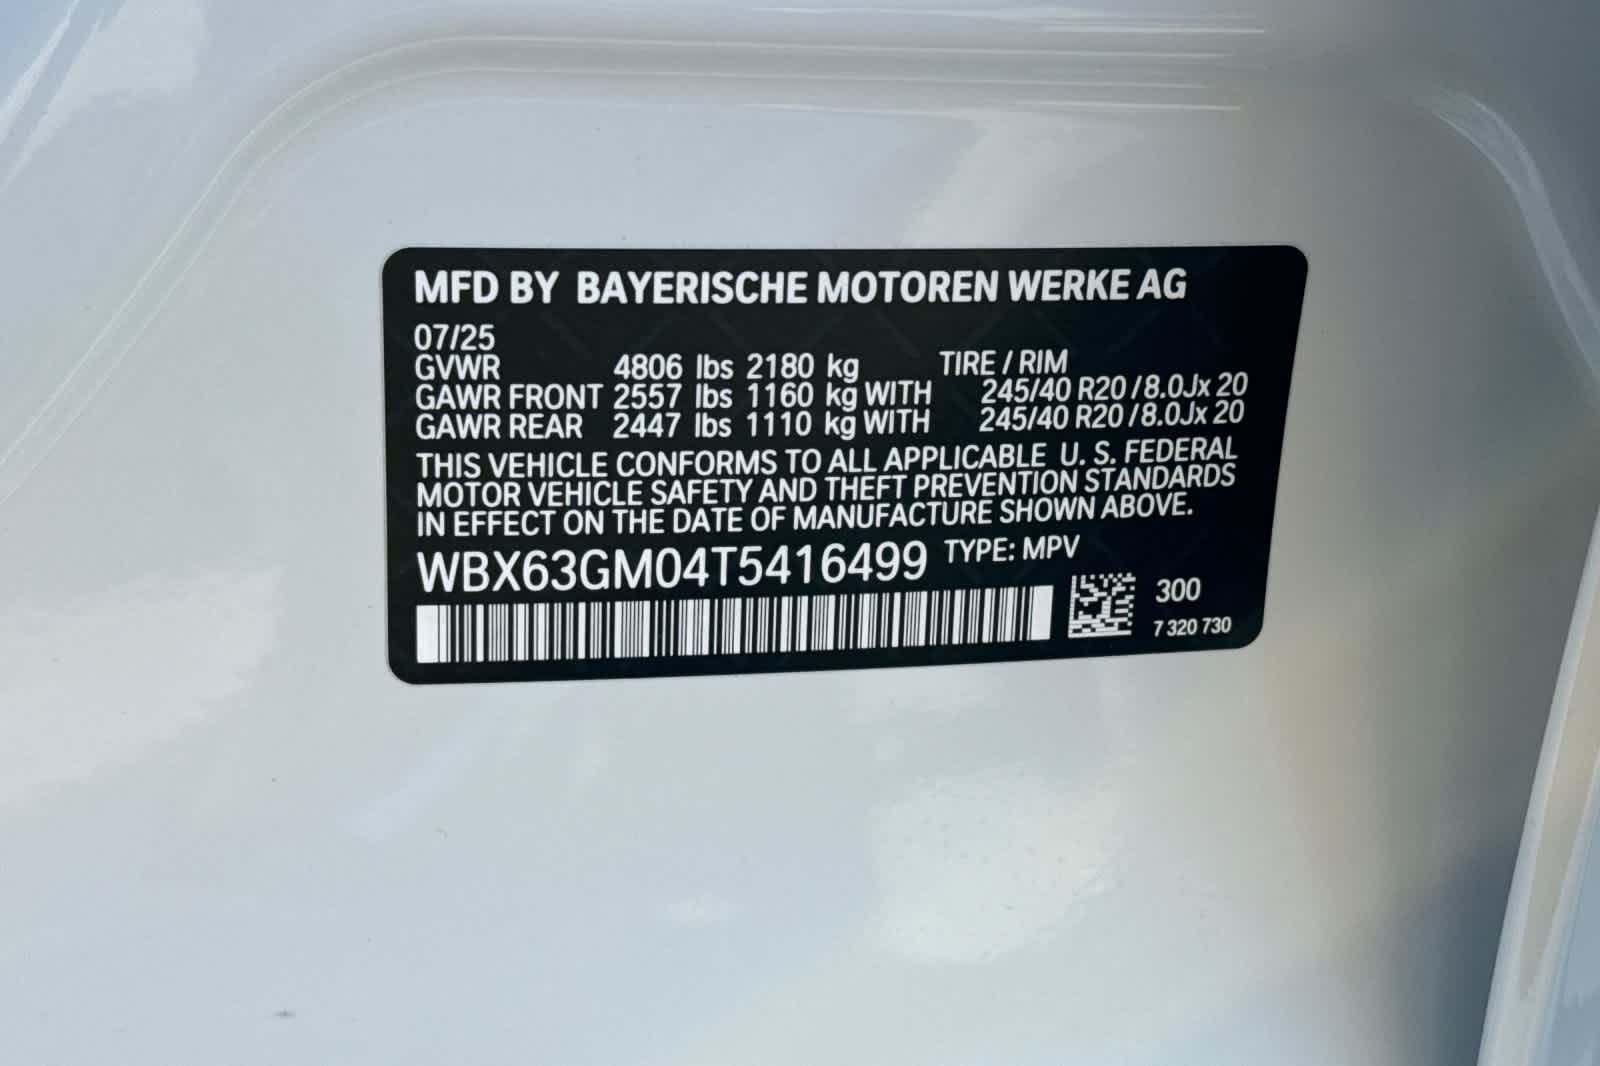 MFD BY BAYERISCHE MOTOREN WERKE AG
07/25
GVWR 4806 lbs 2180 kg TIRE / RIM
GAWR FRONT 2557 lbs 1160 kg WITH 245/40 R20 / 8.0Jx 20
GAWR REAR 2447 lbs 1110 kg WITH 245/40 R20 / 8.0Jx 20
THIS VEHICLE CONFORMS TO ALL APPLICABLE U. S. FEDERAL
MOTOR VEHICLE SAFETY AND THEFT PREVENTION STANDARDS
IN EFFECT ON THE DATE OF MANUFACTURE SHOWN ABOVE.
WBX63GM04T5416499 TYPE: MPV
300
7 320 730